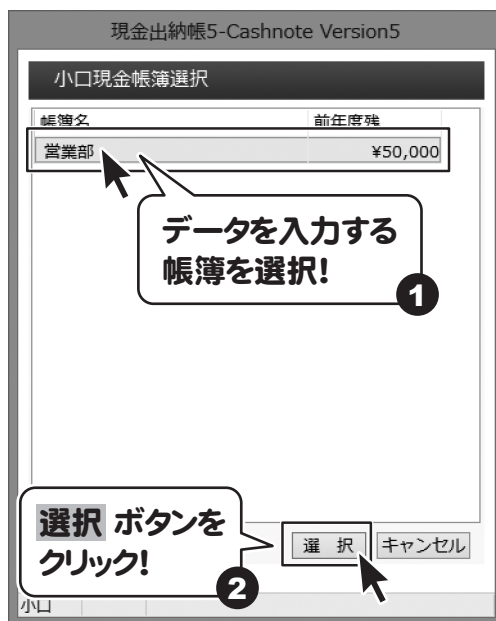 現金出納帳5-Cashnote Version5
小口現金帳簿選択
帳簿名 前年度残
営業部 ¥50,000
データを入力する
帳簿を選択!
1
選択 ボタンを
クリック!
2
選 択 キャンセル
小口